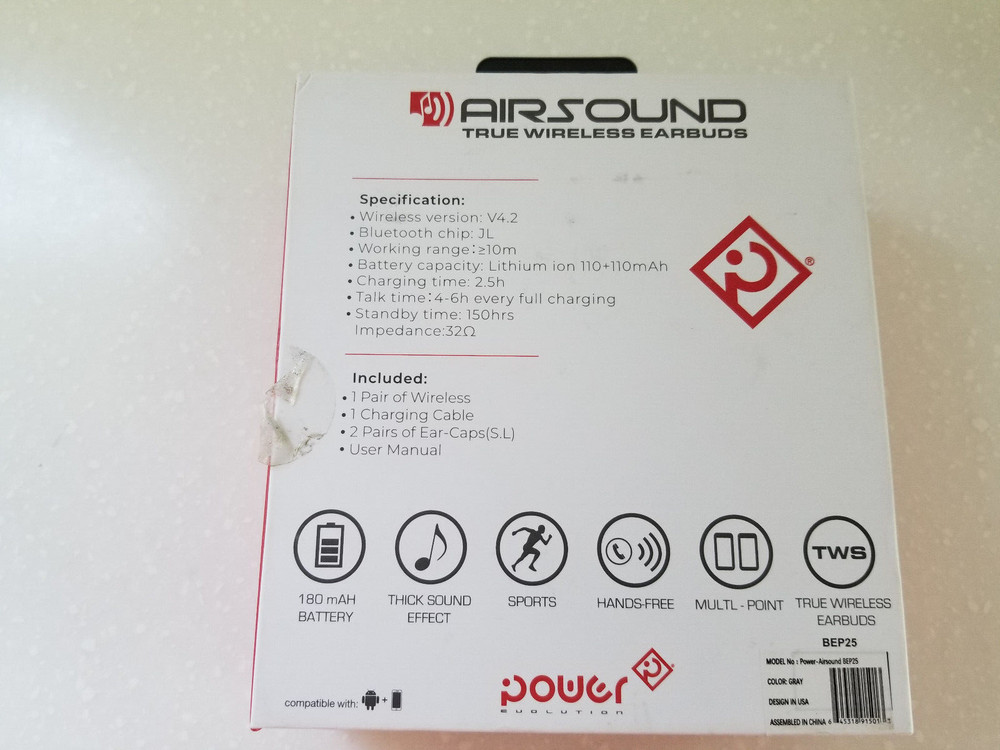 AIRSOUND
TRUE WIRELESS EARBUDS
Specification:
• Wireless version: V4.2
• Bluetooth chip: JL
• Working range:≥10m
• Battery capacity: Lithium ion 110+110mAh
• Charging time: 2.5h
• Talk time:4-6h every full charging
• Standby time: 150hrs
Impedance:32Ω
®
Included:
• 1 Pair of Wireless
• 1 Charging Cable
• 2 Pairs of Ear-Caps(S.L)
• User Manual
TWS
180 mAH
BATTERY
THICK SOUND
EFFECT
SPORTS
HANDS-FREE
MULTL - POINT
TRUE WIRELESS
EARBUDS
BEP25
MODEL No : Power-Airsound BEP25
COLOR: GRAY
DESIGN IN USA
ASSEMBLED IN CHINA 6 45318 91501
compatible with: +
power
EVOLUTION